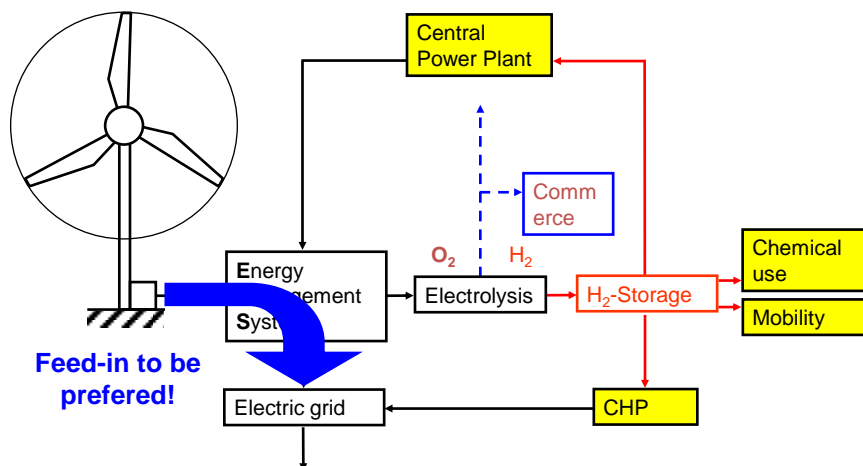 Central
Power Plant
Comm
erce
O₂
H₂
Energy
gement
Syst
Electrolysis
H₂-Storage
Chemical
use
Mobility
Feed-in to be
prefered!
Electric grid
CHP